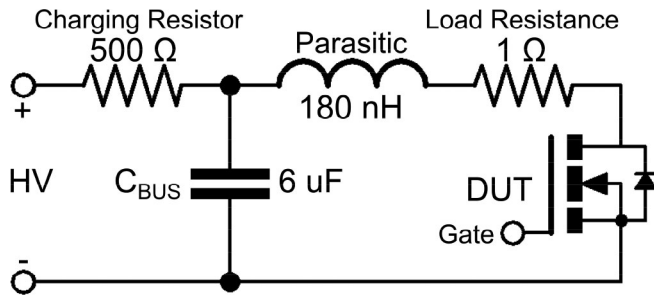 Charging Resistor
500 Ω
Parasitic
180 nH
Load Resistance
1 Ω
+
HV
-
CBUS
6 uF
DUT
Gate